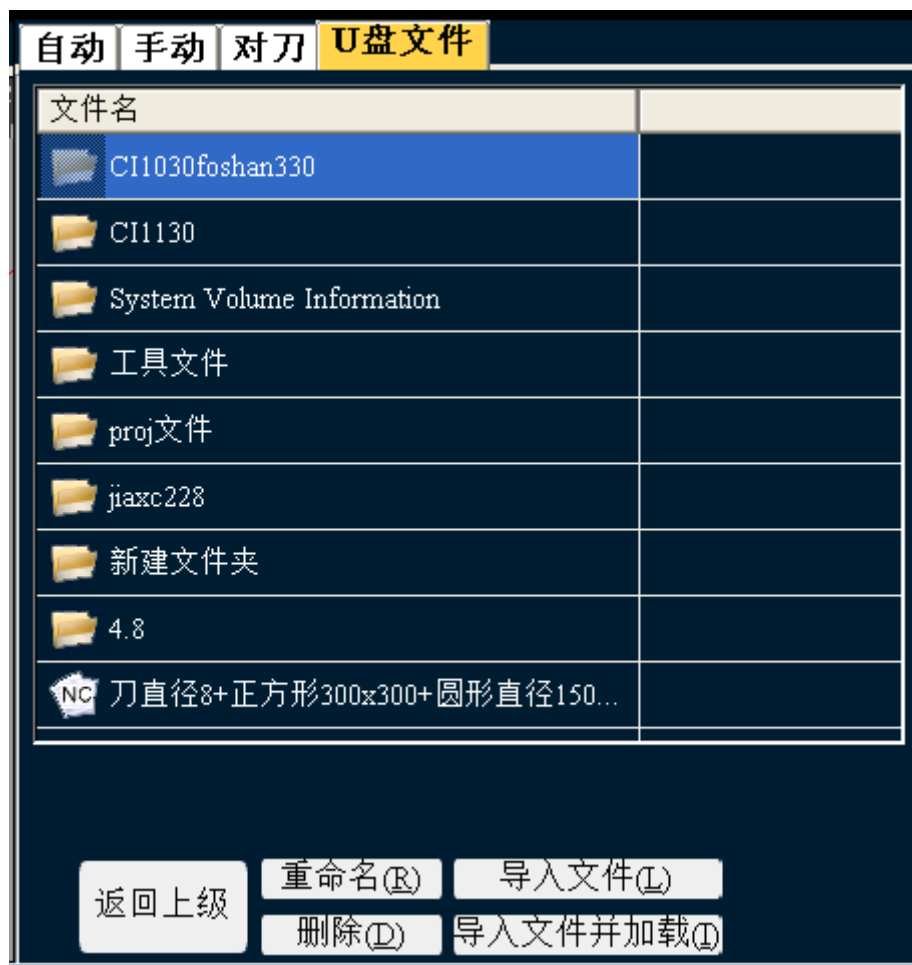 自动 手动 对刀 U盘文件
文件名
CI1030foshan330
CI1130
System Volume Information
工具文件
proj文件
jiaxc228
新建文件夹
4.8
NC 刀直径8+正方形300x300+圆形直径150...
返回上级 重命名(R) 导入文件(L)
删除(D) 导入文件并加载(I)